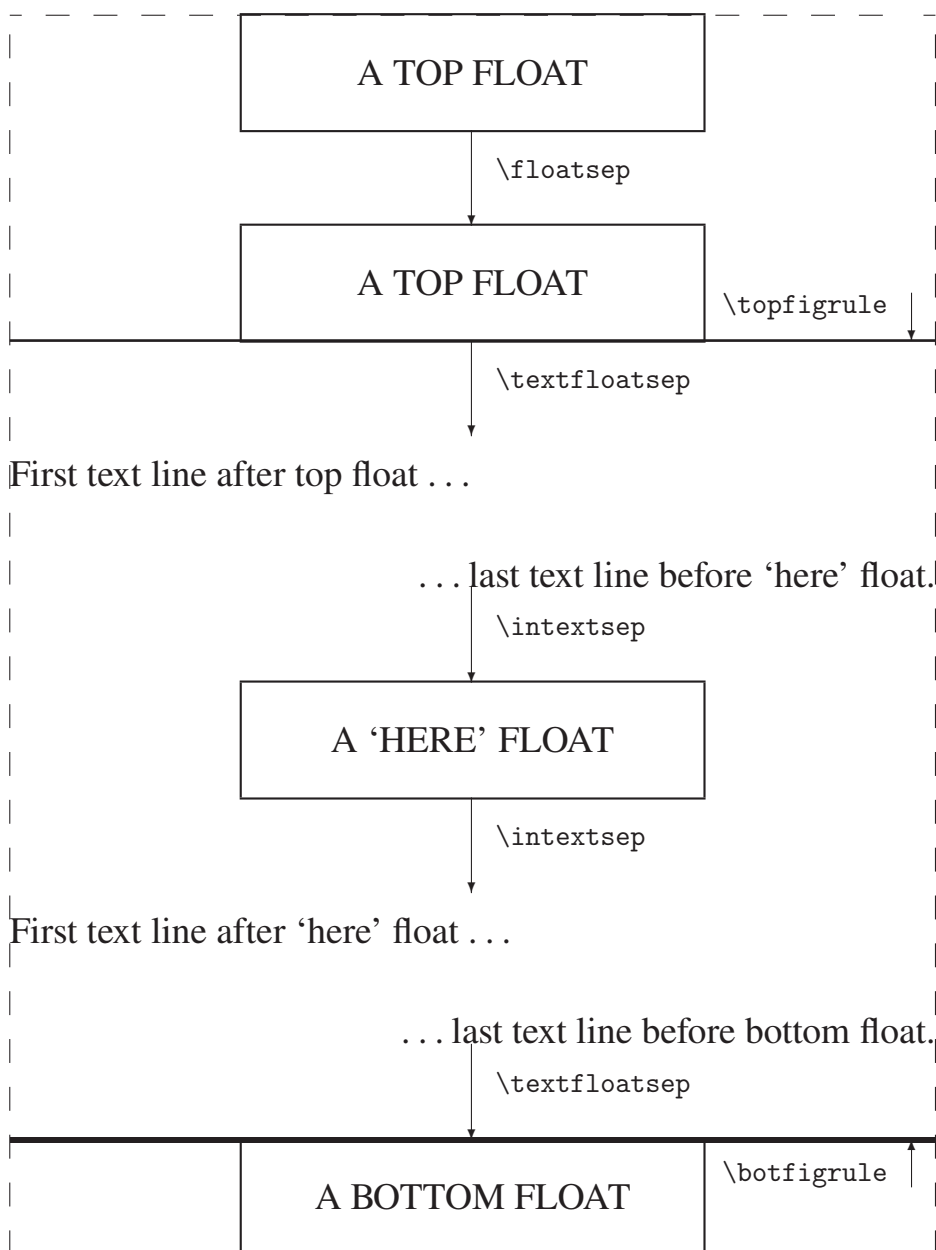 A TOP FLOAT
\floatsep
A TOP FLOAT
\topfigrule
\textfloatsep
First text line after top float . . .
. . . last text line before ‘here’ float.
\intextsep
A ‘HERE’ FLOAT
\intextsep
First text line after ‘here’ float . . .
. . . last text line before bottom float.
\textfloatsep
\botfigrule
A BOTTOM FLOAT